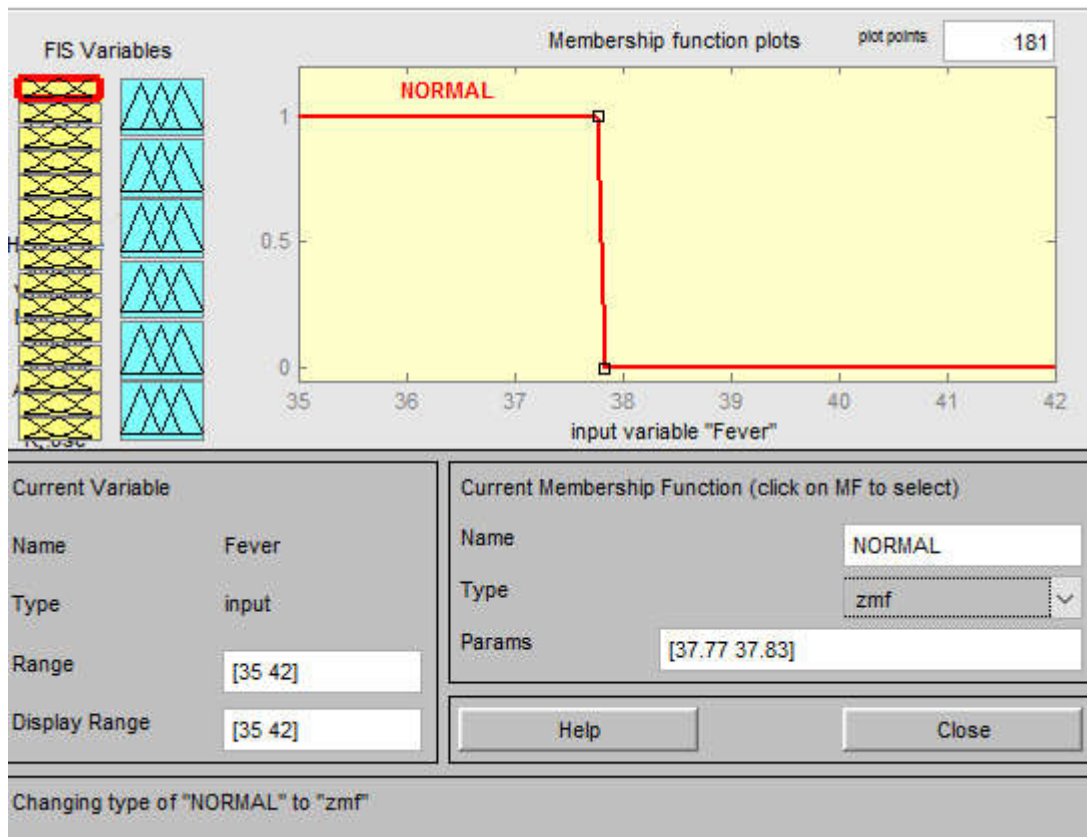 FIS Variables
Membership function plots
plot points:
181
NORMAL
1
0.5
0
35 36 37 38 39 40 41 42
input variable "Fever"
Current Variable
Name Fever
Type input
Range [35 42]
Display Range [35 42]
Current Membership Function (click on MF to select)
Name NORMAL
Type zmf
Params [37.77 37.83]
Help Close
Changing type of "NORMAL" to "zmf"